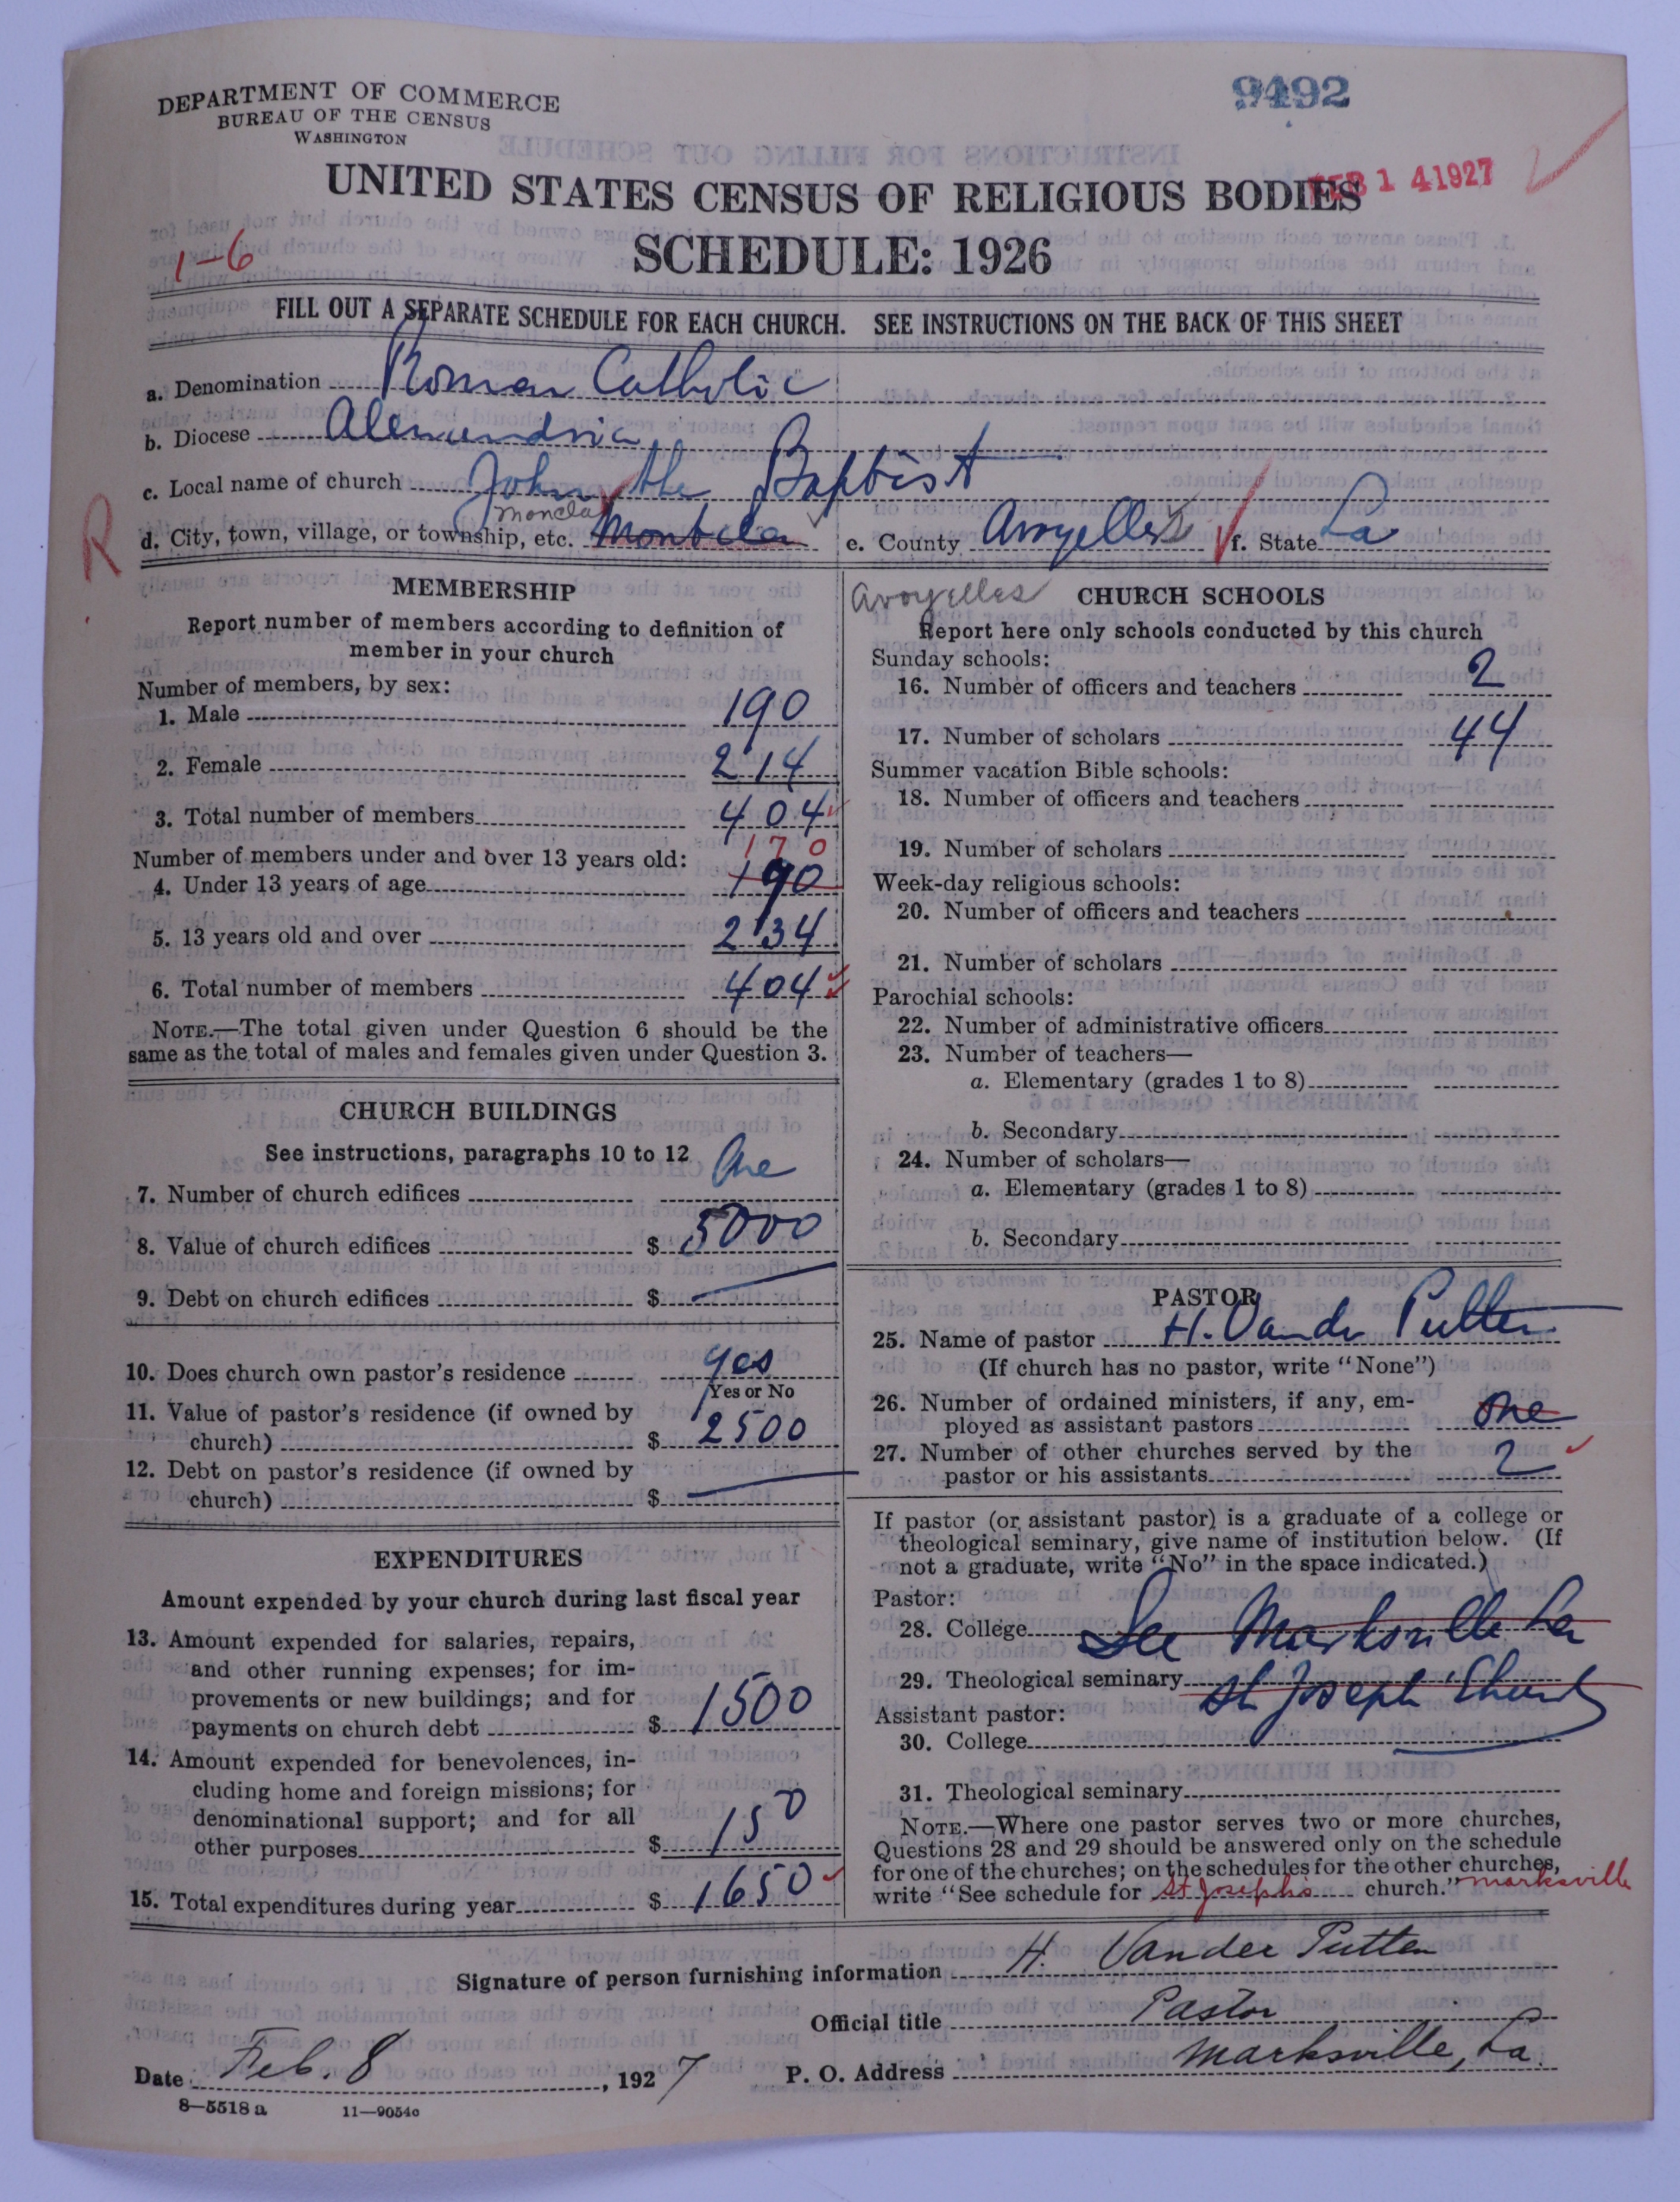 DEPARTMENT OF COMMERCE
BUREAU OF THE CENSUS
WASHINGTON
9492
FEB 14 1927
UNITED STATES CENSUS OF RELIGIOUS BODIES
SCHEDULE: 1926
1-6
FILL OUT A SEPARATE SCHEDULE FOR EACH CHURCH. SEE INSTRUCTIONS ON THE BACK OF THIS SHEET
a. Denomination Roman Catholic
b. Diocese Alexandria
c. Local name of church John the Baptist
Moncla
R
d. City, town, village, or township, etc. Montcla e. County Avoyelles f. State La
Avoyelles
MEMBERSHIP
Report number of members according to definition of
member in your church
Number of members, by sex:
1. Male 190
2. Female 214
3. Total number of members 404
Number of members under and over 13 years old:
170
4. Under 13 years of age 190
5. 13 years old and over 234
6. Total number of members 404
NOTE.—The total given under Question 6 should be the
same as the total of males and females given under Question 3.
CHURCH BUILDINGS
See instructions, paragraphs 10 to 12
7. Number of church edifices One
8. Value of church edifices $ 5000
9. Debt on church edifices $ —
10. Does church own pastor's residence yes
Yes or No
11. Value of pastor's residence (if owned by
church) $ 2500
12. Debt on pastor's residence (if owned by
church) $ —
EXPENDITURES
Amount expended by your church during last fiscal year
13. Amount expended for salaries, repairs,
and other running expenses; for im-
provements or new buildings; and for
payments on church debt $ 1500
14. Amount expended for benevolences, in-
cluding home and foreign missions; for
denominational support; and for all
other purposes $ 150
15. Total expenditures during year $ 1650
CHURCH SCHOOLS
Report here only schools conducted by this church
Sunday schools:
16. Number of officers and teachers 2
17. Number of scholars 44
Summer vacation Bible schools:
18. Number of officers and teachers
19. Number of scholars
Week-day religious schools:
20. Number of officers and teachers
21. Number of scholars
Parochial schools:
22. Number of administrative officers
23. Number of teachers—
a. Elementary (grades 1 to 8)
b. Secondary
24. Number of scholars—
a. Elementary (grades 1 to 8)
b. Secondary
PASTOR
25. Name of pastor H. Vander Putten
(If church has no pastor, write "None")
26. Number of ordained ministers, if any, em-
ployed as assistant pastors One
27. Number of other churches served by the
pastor or his assistants 2
If pastor (or assistant pastor) is a graduate of a college or
theological seminary, give name of institution below. (If
not a graduate, write "No" in the space indicated.)
Pastor:
28. College See Marksville La
29. Theological seminary St Joseph Church
Assistant pastor:
30. College
31. Theological seminary
NOTE.—Where one pastor serves two or more churches,
Questions 28 and 29 should be answered only on the schedule
for one of the churches; on the schedules for the other churches,
write "See schedule for St Joseph's church." Marksville
Signature of person furnishing information H. Vander Putten
Official title Pastor
Date Feb. 8, 1927 P. O. Address Marksville, La.
8—5518 a 11—9054c